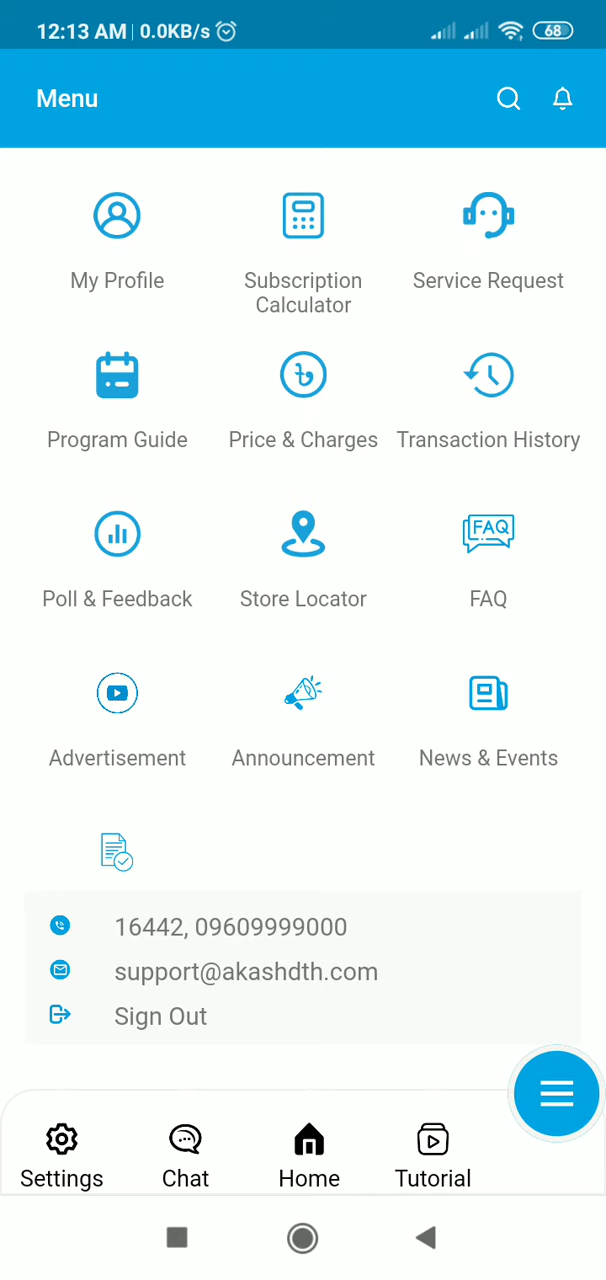 12:13 AM | 0.0KB/s 68
Menu
My Profile
Subscription
Calculator
Service Request
Program Guide
Price & Charges
Transaction History
FAQ
Poll & Feedback
Store Locator
FAQ
Advertisement
Announcement
News & Events
16442, 09609999000
support@akashdth.com
Sign Out
Settings
Chat
Home
Tutorial